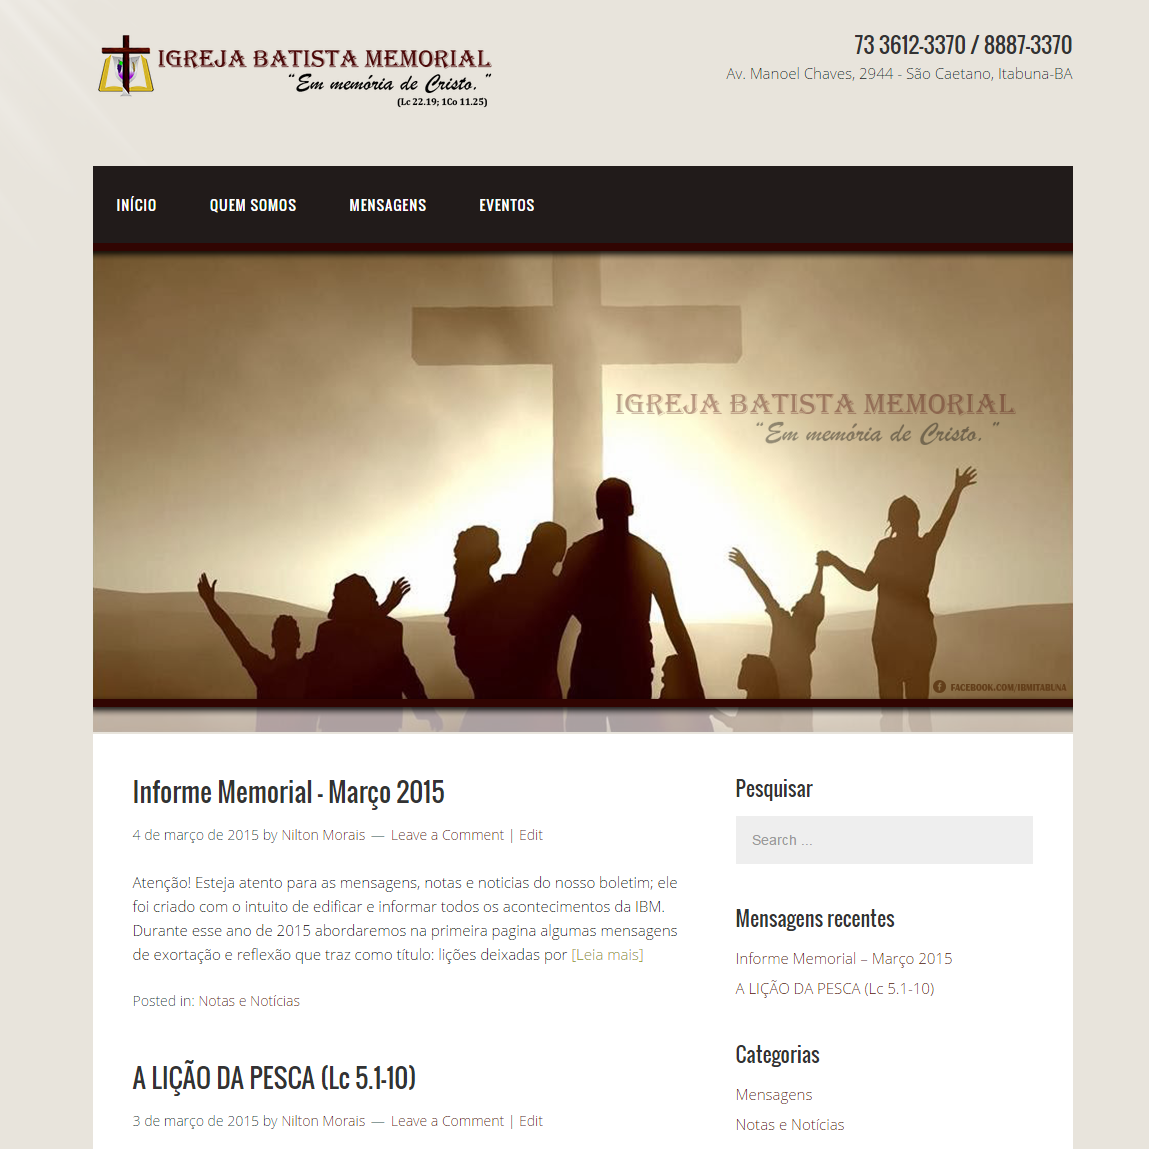 IGREJA BATISTA MEMORIAL
“Em memória de Cristo.”
(Lc 22.19; 1Co 11.25)
73 3612-3370 / 8887-3370
Av. Manoel Chaves, 2944 - São Caetano, Itabuna-BA
INÍCIO QUEM SOMOS MENSAGENS EVENTOS
IGREJA BATISTA MEMORIAL
“Em memória de Cristo.”
FACEBOOK.COM/IBMITABUNA
Informe Memorial - Março 2015
4 de março de 2015 by Nilton Morais — Leave a Comment | Edit
Atenção! Esteja atento para as mensagens, notas e noticias do nosso boletim; ele
foi criado com o intuito de edificar e informar todos os acontecimentos da IBM.
Durante esse ano de 2015 abordaremos na primeira pagina algumas mensagens
de exortação e reflexão que traz como título: lições deixadas por [Leia mais]
Posted in: Notas e Notícias
A LIÇÃO DA PESCA (Lc 5.1-10)
3 de março de 2015 by Nilton Morais — Leave a Comment | Edit
Pesquisar
Search ...
Mensagens recentes
Informe Memorial – Março 2015
A LIÇÃO DA PESCA (Lc 5.1-10)
Categorias
Mensagens
Notas e Notícias